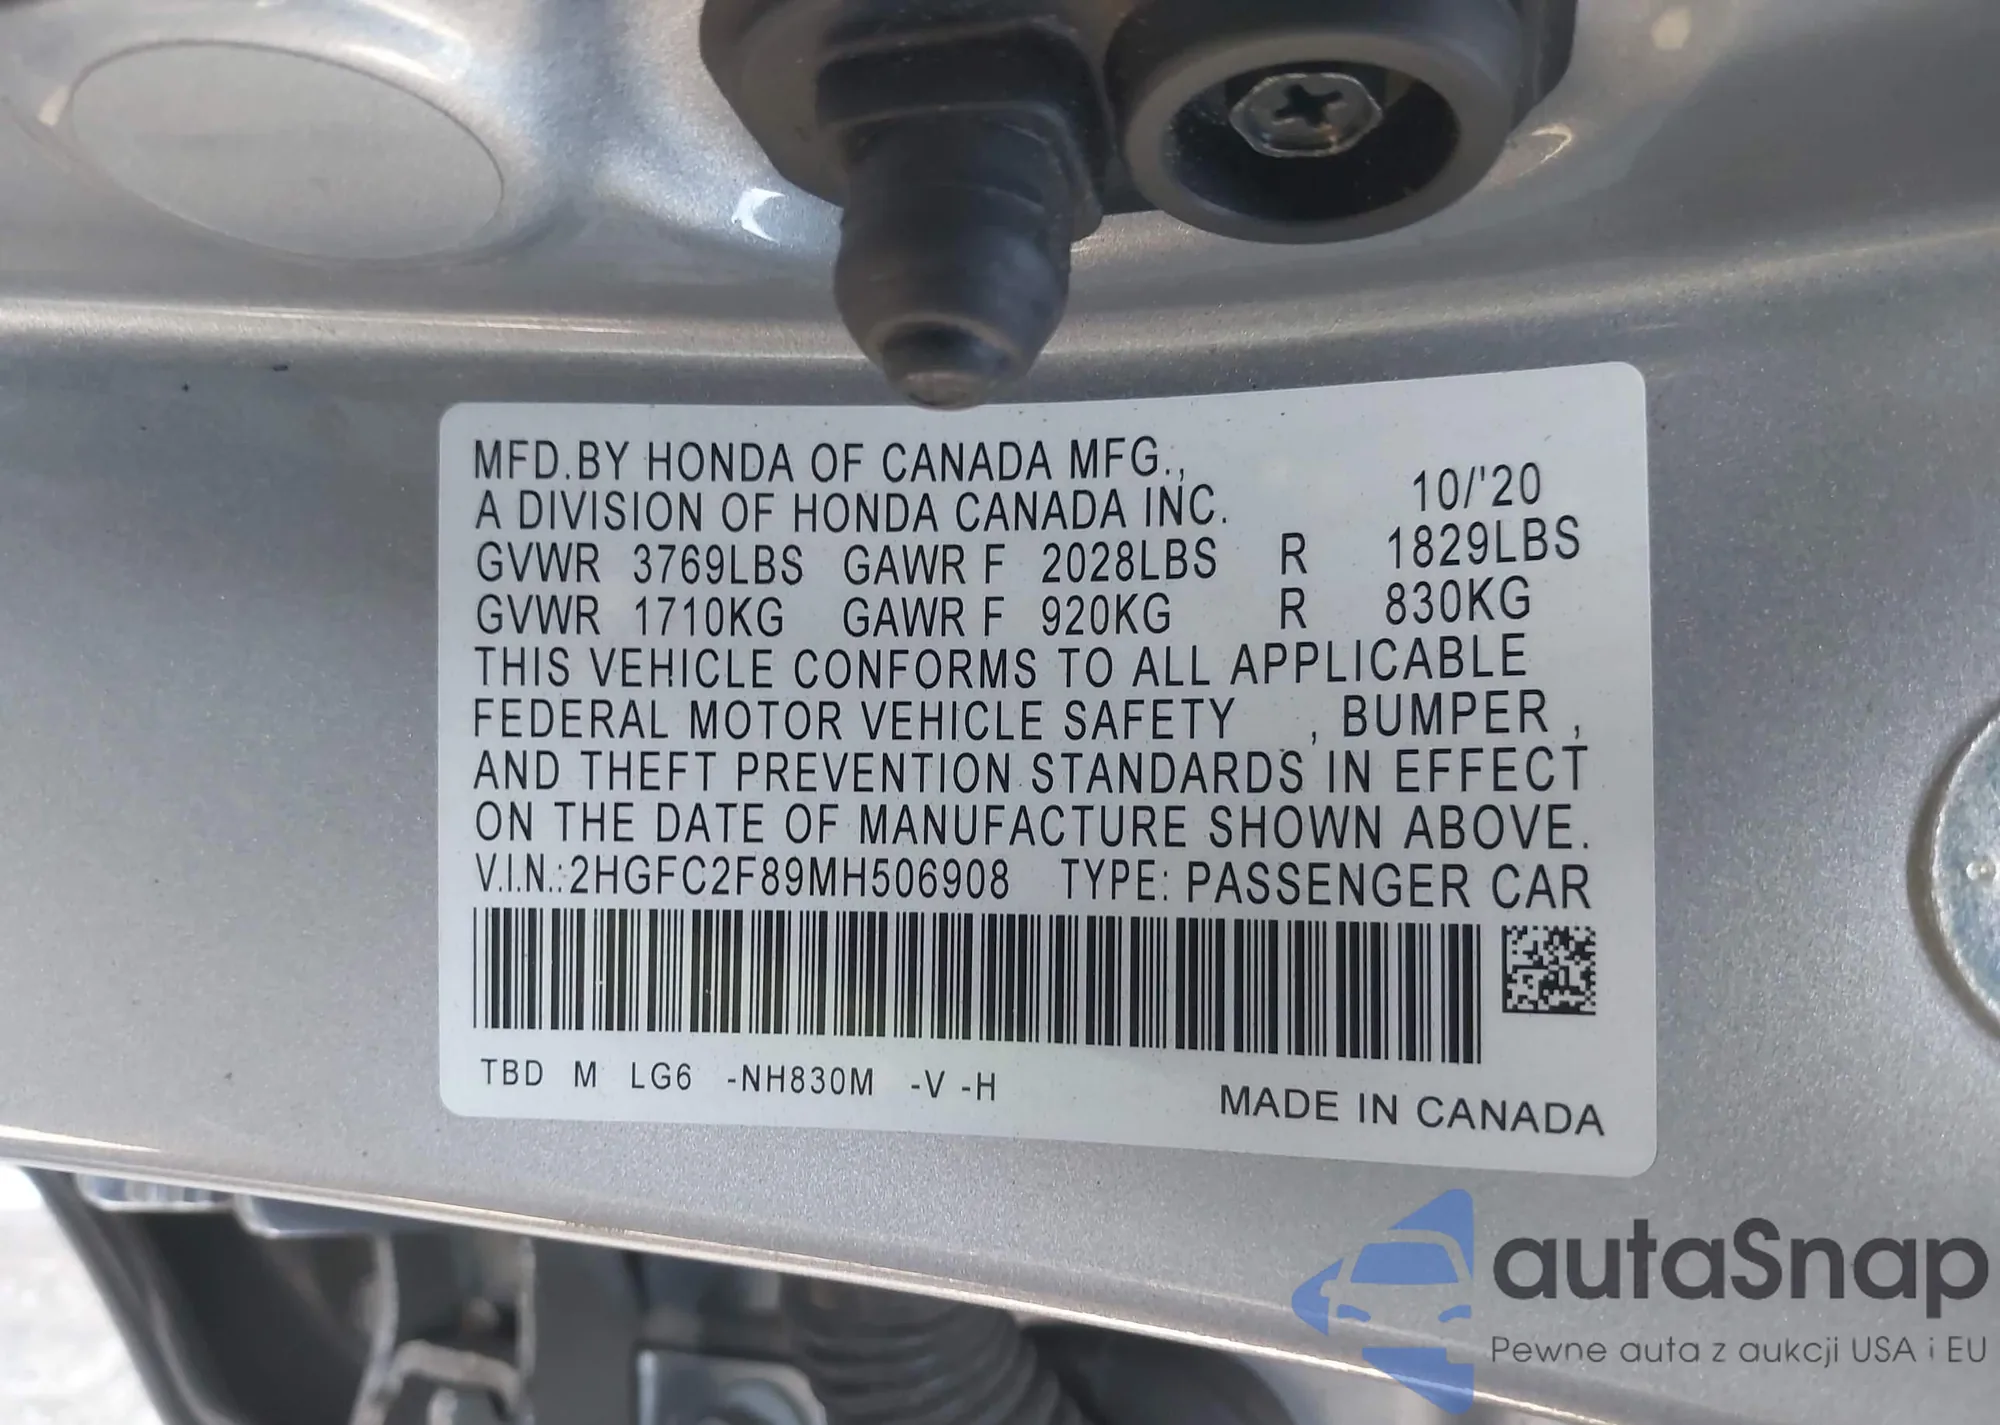 MFD.BY HONDA OF CANADA MFG.,
A DIVISION OF HONDA CANADA INC. 10/'20
GVWR 3769LBS GAWR F 2028LBS R 1829LBS
GVWR 1710KG GAWR F 920KG R 830KG
THIS VEHICLE CONFORMS TO ALL APPLICABLE
FEDERAL MOTOR VEHICLE SAFETY , BUMPER ,
AND THEFT PREVENTION STANDARDS IN EFFECT
ON THE DATE OF MANUFACTURE SHOWN ABOVE.
V.I.N.:2HGFC2F89MH506908 TYPE: PASSENGER CAR
TBD M LG6 -NH830M -V -H
MADE IN CANADA
autaSnap
Pewne auta z aukcji USA i EU